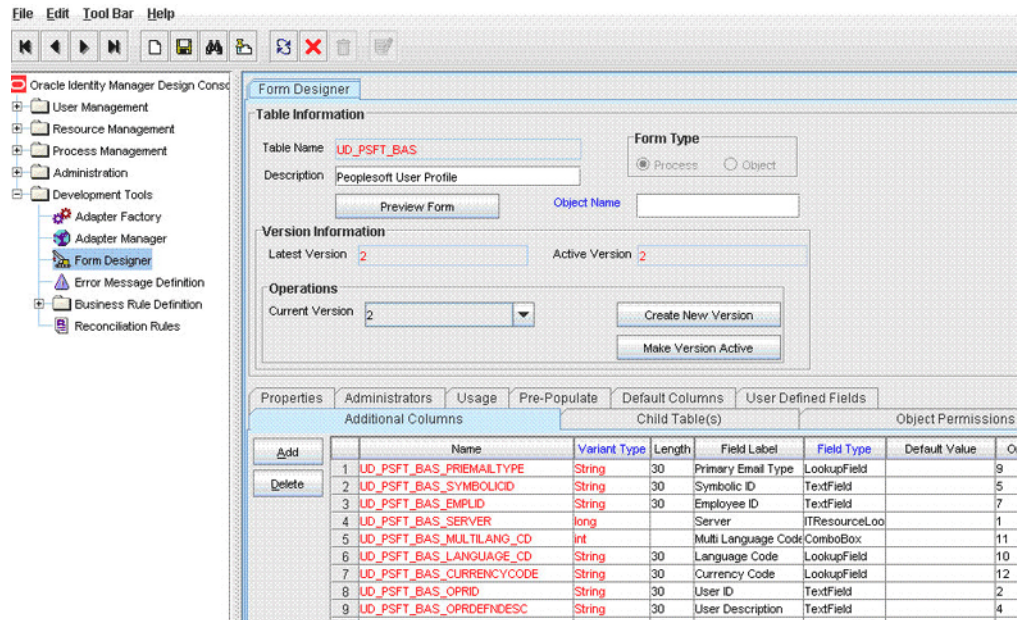 File Edit Tool Bar Help
Oracle Identity Manager Design Consc
User Management
Resource Management
Process Management
Administration
Development Tools
Adapter Factory
Adapter Manager
Form Designer
Error Message Definition
Business Rule Definition
Reconciliation Rules
Form Designer
Table Information
Table Name UD_PSFT_BAS
Description Peoplesoft User Profile
Form Type
Process Object
Preview Form Object Name
Version Information
Latest Version 2 Active Version 2
Operations
Current Version 2 Create New Version
Make Version Active
Properties Administrators Usage Pre-Populate Default Columns User Defined Fields
Additional Columns Child Table(s) Object Permissions
Add
Delete
Name Variant Type Length Field Label Field Type Default Value O
1 UD_PSFT_BAS_PRIEMAILTYPE String 30 Primary Email Type LookupField 9
2 UD_PSFT_BAS_SYMBOLICID String 30 Symbolic ID TextField 5
3 UD_PSFT_BAS_EMPLID String 30 Employee ID TextField 7
4 UD_PSFT_BAS_SERVER long Server ITResourceLoo 1
5 UD_PSFT_BAS_MULTILANG_CD int Multi Language Code ComboBox 11
6 UD_PSFT_BAS_LANGUAGE_CD String 30 Language Code LookupField 10
7 UD_PSFT_BAS_CURRENCYCODE String 30 Currency Code LookupField 12
8 UD_PSFT_BAS_OPRID String 30 User ID TextField 2
9 UD_PSFT_BAS_OPRDEFNDESC String 30 User Description TextField 4